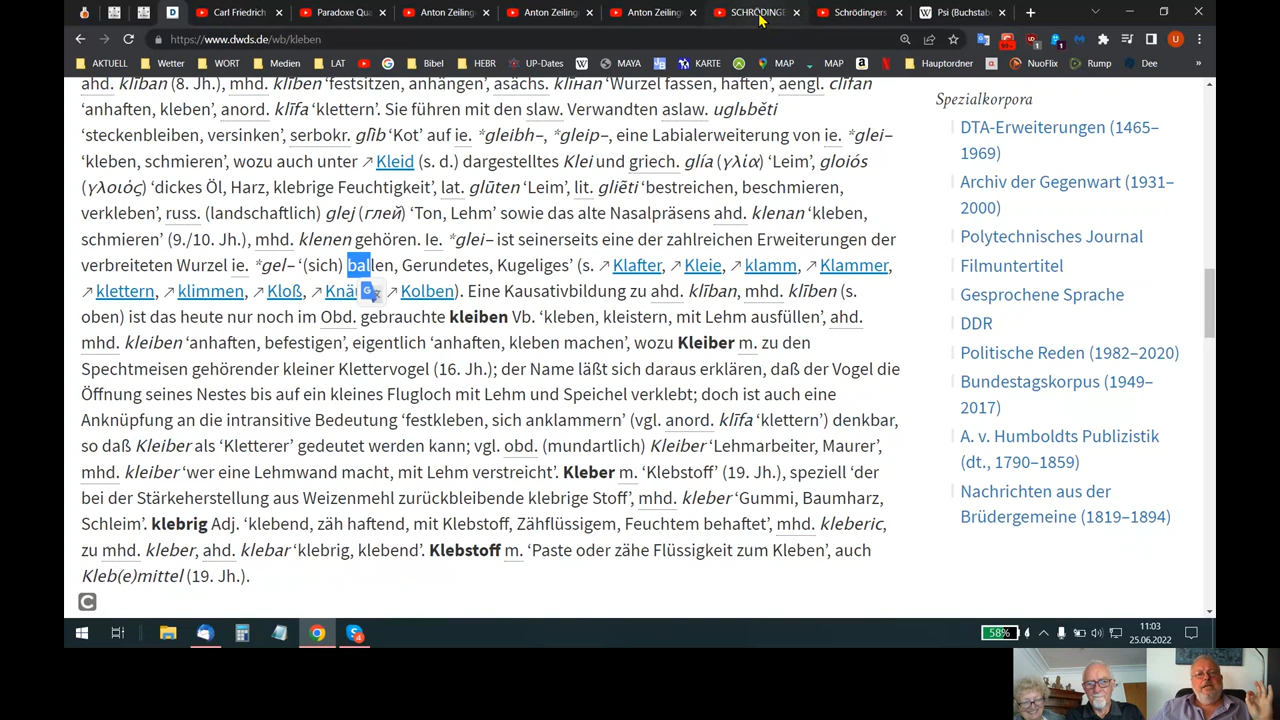 Carl Friedrich
Paradoxe Qua
Anton Zeiling
Anton Zeiling
Anton Zeiling
SCHRÖDINGE
Schrödingers
Psi (Buchstabe
https://www.dwds.de/wb/kleben
AKTUELL Wetter WORT Medien LAT Bibel HEBR UP-Dates MAYA KARTE MAP MAP Hauptordner NuoFlix Rump Dee
ahd. klīban (8. Jh.), mhd. klīben ‘festsitzen, anhängen’, asächs. klīƀan ‘Wurzel fassen, haften’, aengl. clīfan
‘anhaften, kleben’, anord. klīfa ‘klettern’. Sie führen mit den slaw. Verwandten aslaw. uglьběti
‘steckenbleiben, versinken’, serbokr. glȋb ‘Kot’ auf ie. *gleibh–, *gleip–, eine Labialerweiterung von ie. *glei–
‘kleben, schmieren’, wozu auch unter ↗Kleid (s. d.) dargestelltes Klei und griech. glía (γλία) ‘Leim’, gloiós
(γλοιός) ‘dickes Öl, Harz, klebrige Feuchtigkeit’, lat. glūten ‘Leim’, lit. gliẽti ‘bestreichen, beschmieren,
verkleben’, russ. (landschaftlich) glej (глей) ‘Ton, Lehm’ sowie das alte Nasalpräsens ahd. klenan ‘kleben,
schmieren’ (9./10. Jh.), mhd. klenen gehören. Ie. *glei– ist seinerseits eine der zahlreichen Erweiterungen der
verbreiteten Wurzel ie. *gel– ‘(sich) ballen, Gerundetes, Kugeliges’ (s. ↗Klafter, ↗Kleie, ↗klamm, ↗Klammer,
↗klettern, ↗klimmen, ↗Kloß, ↗Knä ↗Kolben). Eine Kausativbildung zu ahd. klīban, mhd. klīben (s.
oben) ist das heute nur noch im Obd. gebrauchte kleiben Vb. ‘kleben, kleistern, mit Lehm ausfüllen’, ahd.
mhd. kleiben ‘anhaften, befestigen’, eigentlich ‘anhaften, kleben machen’, wozu Kleiber m. zu den
Spechtmeisen gehörender kleiner Klettervogel (16. Jh.); der Name läßt sich daraus erklären, daß der Vogel die
Öffnung seines Nestes bis auf ein kleines Flugloch mit Lehm und Speichel verklebt; doch ist auch eine
Anknüpfung an die intransitive Bedeutung ‘festkleben, sich anklammern’ (vgl. anord. klīfa ‘klettern’) denkbar,
so daß Kleiber als ‘Kletterer’ gedeutet werden kann; vgl. obd. (mundartlich) Kleiber ‘Lehmarbeiter, Maurer’,
mhd. kleiber ‘wer eine Lehmwand macht, mit Lehm verstreicht’. Kleber m. ‘Klebstoff’ (19. Jh.), speziell ‘der
bei der Stärkeherstellung aus Weizenmehl zurückbleibende klebrige Stoff’, mhd. kleber ‘Gummi, Baumharz,
Schleim’. klebrig Adj. ‘klebend, zäh haftend, mit Klebstoff, Zähflüssigem, Feuchtem behaftet’, mhd. kleberic,
zu mhd. kleber, ahd. klebar ‘klebrig, klebend’. Klebstoff m. ‘Paste oder zähe Flüssigkeit zum Kleben’, auch
Kleb(e)mittel (19. Jh.).
Spezialkorpora
DTA-Erweiterungen (1465–
1969)
Archiv der Gegenwart (1931–
2000)
Polytechnisches Journal
Filmuntertitel
Gesprochene Sprache
DDR
Politische Reden (1982–2020)
Bundestagskorpus (1949–
2017)
A. v. Humboldts Publizistik
(dt., 1790–1859)
Nachrichten aus der
Brüdergemeine (1819–1894)
58%
11:03
25.06.2022